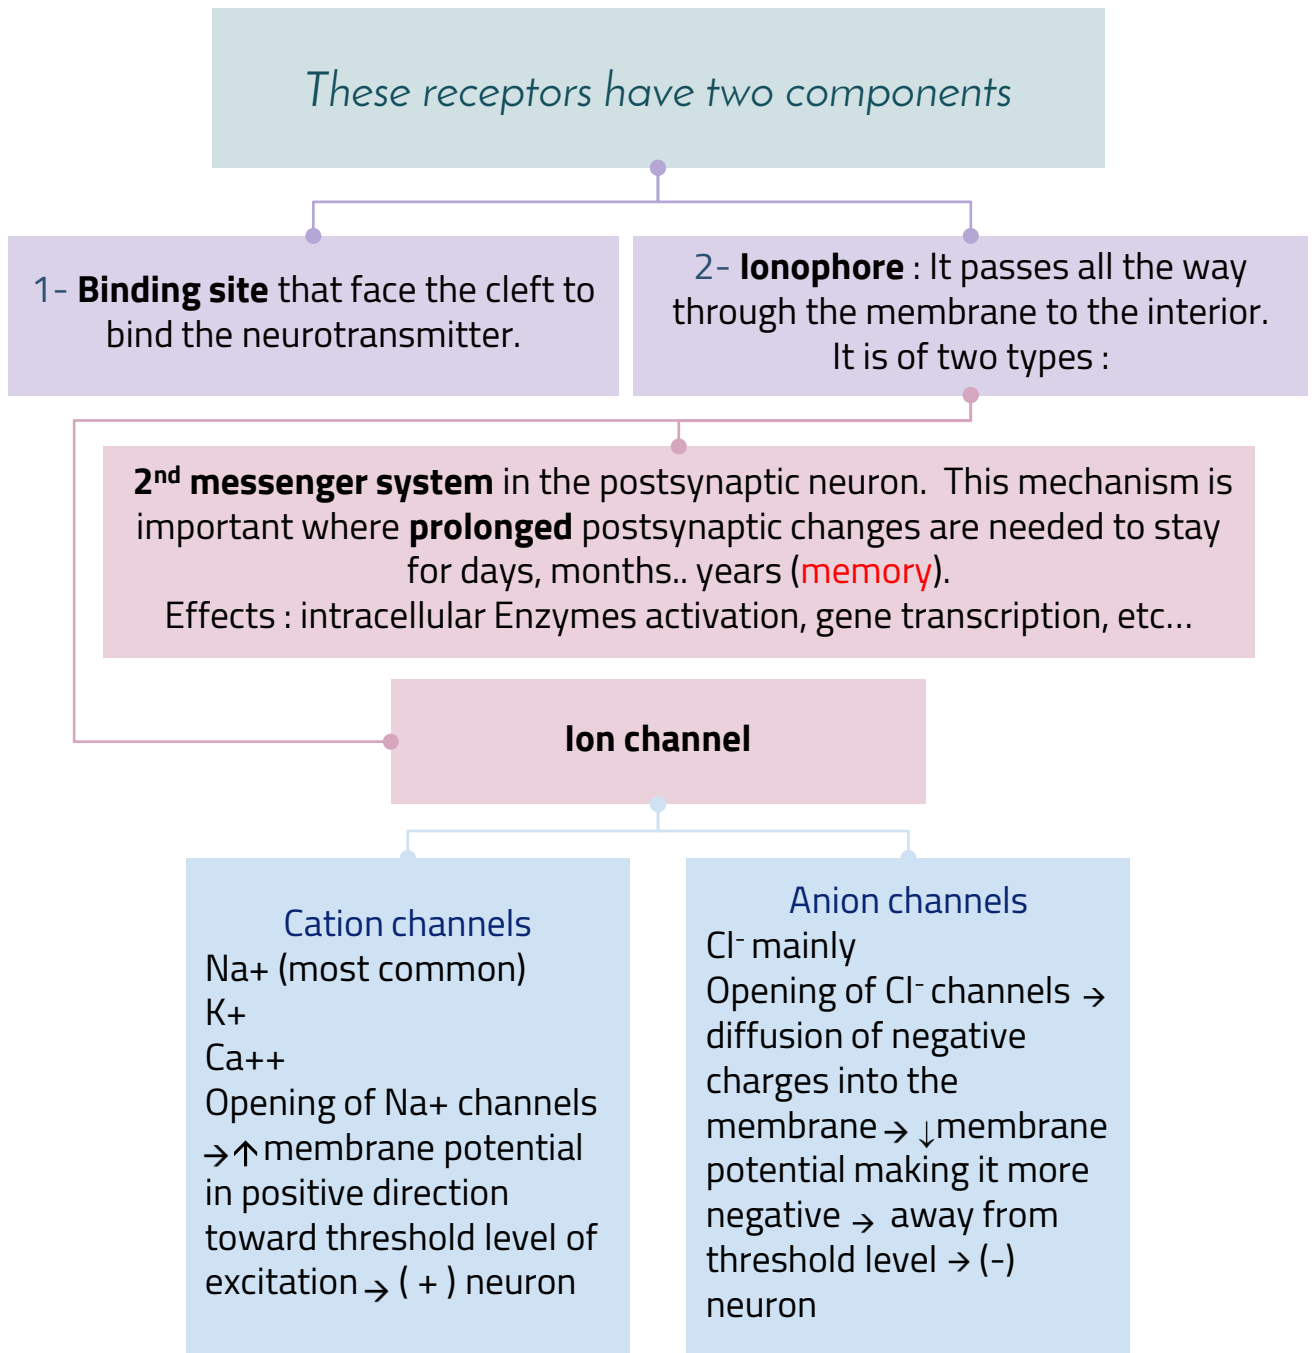 These receptors have two components
1- Binding site that face the cleft to
bind the neurotransmitter.
2- Ionophore : It passes all the way
through the membrane to the interior.
It is of two types :
2nd messenger system in the postsynaptic neuron. This mechanism is
important where prolonged postsynaptic changes are needed to stay
for days, months.. years (memory).
Effects : intracellular Enzymes activation, gene transcription, etc...
Ion channel
Cation channels
Na+ (most common)
K+
Ca++
Opening of Na+ channels
→↑ membrane potential
in positive direction
toward threshold level of
excitation → ( + ) neuron
Anion channels
Cl⁻ mainly
Opening of Cl⁻ channels →
diffusion of negative
charges into the
membrane → ↓membrane
potential making it more
negative → away from
threshold level → (-)
neuron